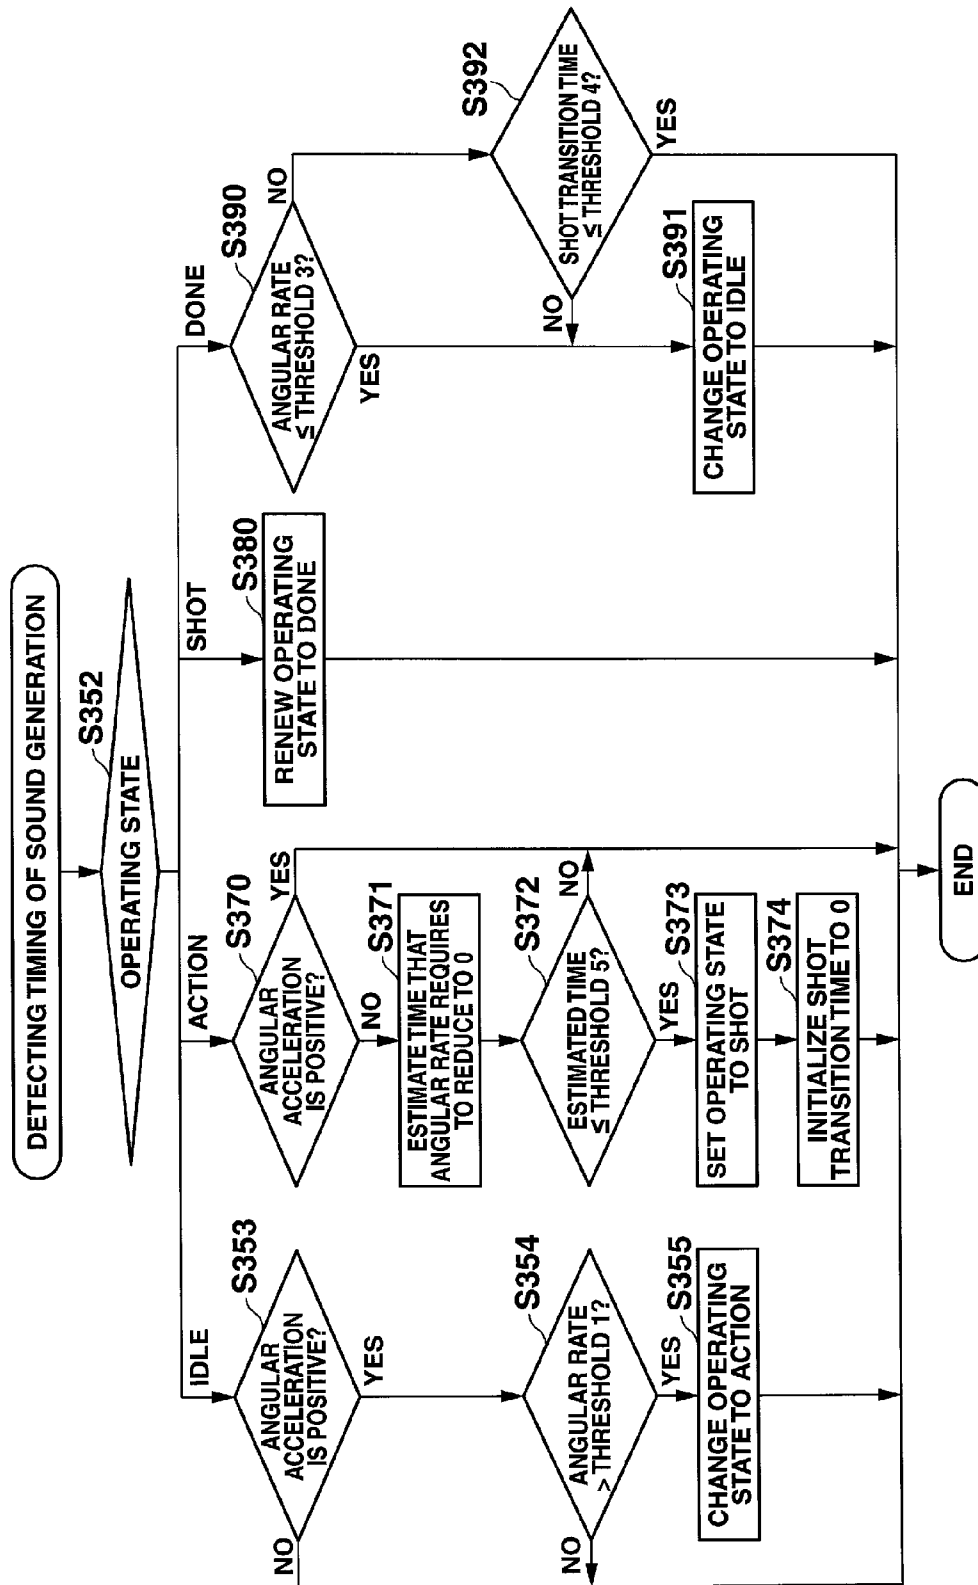 DETECTING TIMING OF SOUND GENERATION
S352
OPERATING STATE
IDLE
S353
ANGULAR
ACCELERATION
IS POSITIVE?
NO
YES
S354
ANGULAR RATE
> THRESHOLD 1?
NO
YES
S355
CHANGE OPERATING
STATE TO ACTION
ACTION
S370
ANGULAR
ACCELERATION
IS POSITIVE?
YES
NO
S371
ESTIMATE TIME THAT
ANGULAR RATE REQUIRES
TO REDUCE TO 0
S372
ESTIMATED TIME
≤ THRESHOLD 5?
NO
YES
S373
SET OPERATING STATE
TO SHOT
S374
INITIALIZE SHOT
TRANSITION TIME TO 0
SHOT
S380
RENEW OPERATING
STATE TO DONE
DONE
S390
ANGULAR RATE
≤ THRESHOLD 3?
NO
YES
S392
SHOT TRANSITION TIME
≤ THRESHOLD 4?
NO
YES
S391
CHANGE OPERATING
STATE TO IDLE
END